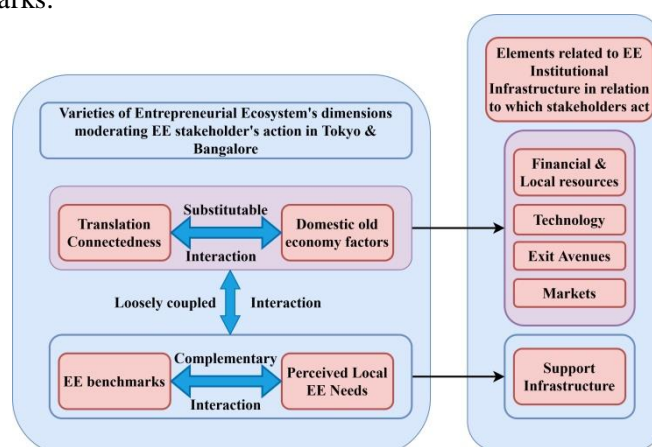 arks.
Varieties of Entrepreneurial Ecosystem's dimensions
moderating EE stakeholder's action in Tokyo &
Bangalore
Translation
Connectedness
Substitutable
Interaction
Domestic old
economy factors
Loosely coupled
Interaction
EE benchmarks
Complementary
Interaction
Perceived Local
EE Needs
Elements related to EE
Institutional
Infrastructure in relation
to which stakeholders act
Financial &
Local resources
Technology
Exit Avenues
Markets
Support
Infrastructure